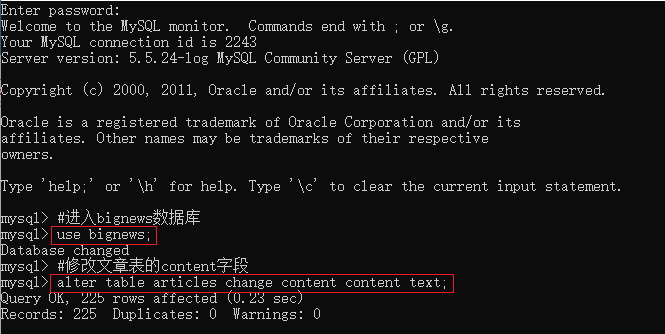 Enter password:
Welcome to the MySQL monitor.  Commands end with ; or \g.
Your MySQL connection id is 2243
Server version: 5.5.24-log MySQL Community Server (GPL)
Copyright (c) 2000, 2011, Oracle and/or its affiliates. All rights reserved.
Oracle is a registered trademark of Oracle Corporation and/or its
affiliates. Other names may be trademarks of their respective
owners.
Type 'help;' or '\h' for help. Type '\c' to clear the current input statement.
mysql> #进入bignews数据库
mysql> use bignews;
Database changed
mysql> #修改文章表的content字段
mysql> alter table articles change content content text;
Query OK, 225 rows affected (0.23 sec)
Records: 225  Duplicates: 0  Warnings: 0